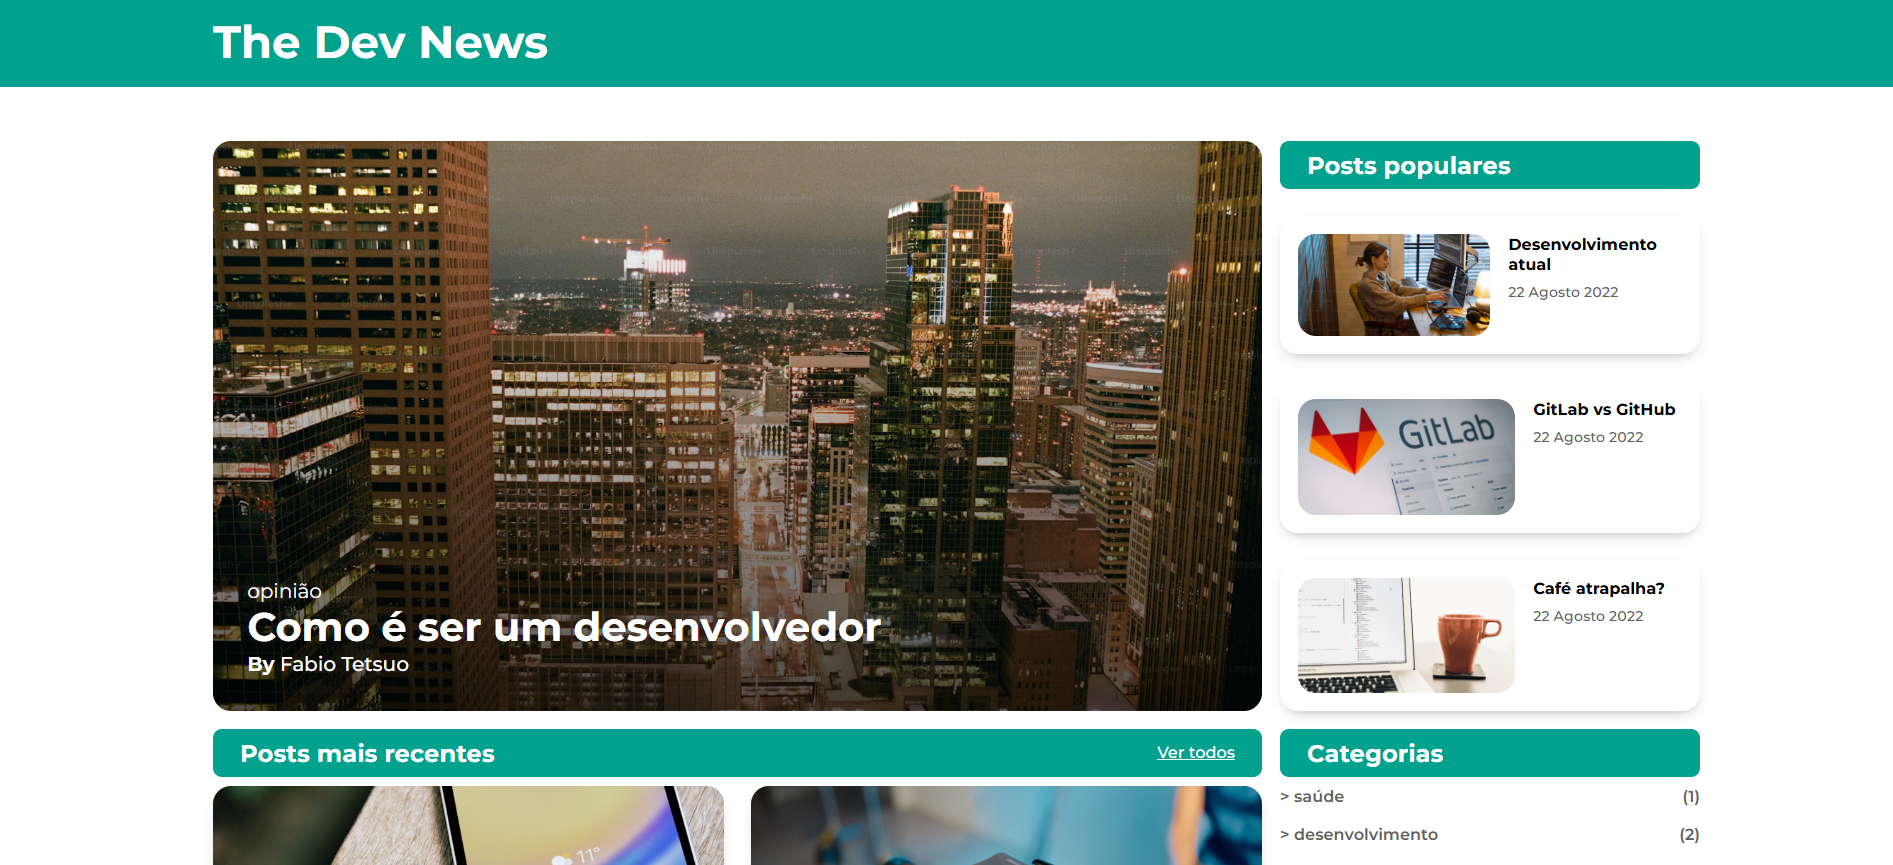 The Dev News
opinião
Como é ser um desenvolvedor
By Fabio Tetsuo
Posts populares
Desenvolvimento
atual
22 Agosto 2022
GitLab
GitLab vs GitHub
22 Agosto 2022
Café atrapalha?
22 Agosto 2022
Posts mais recentes
Ver todos
11°
Categorias
> saúde (1)
> desenvolvimento (2)